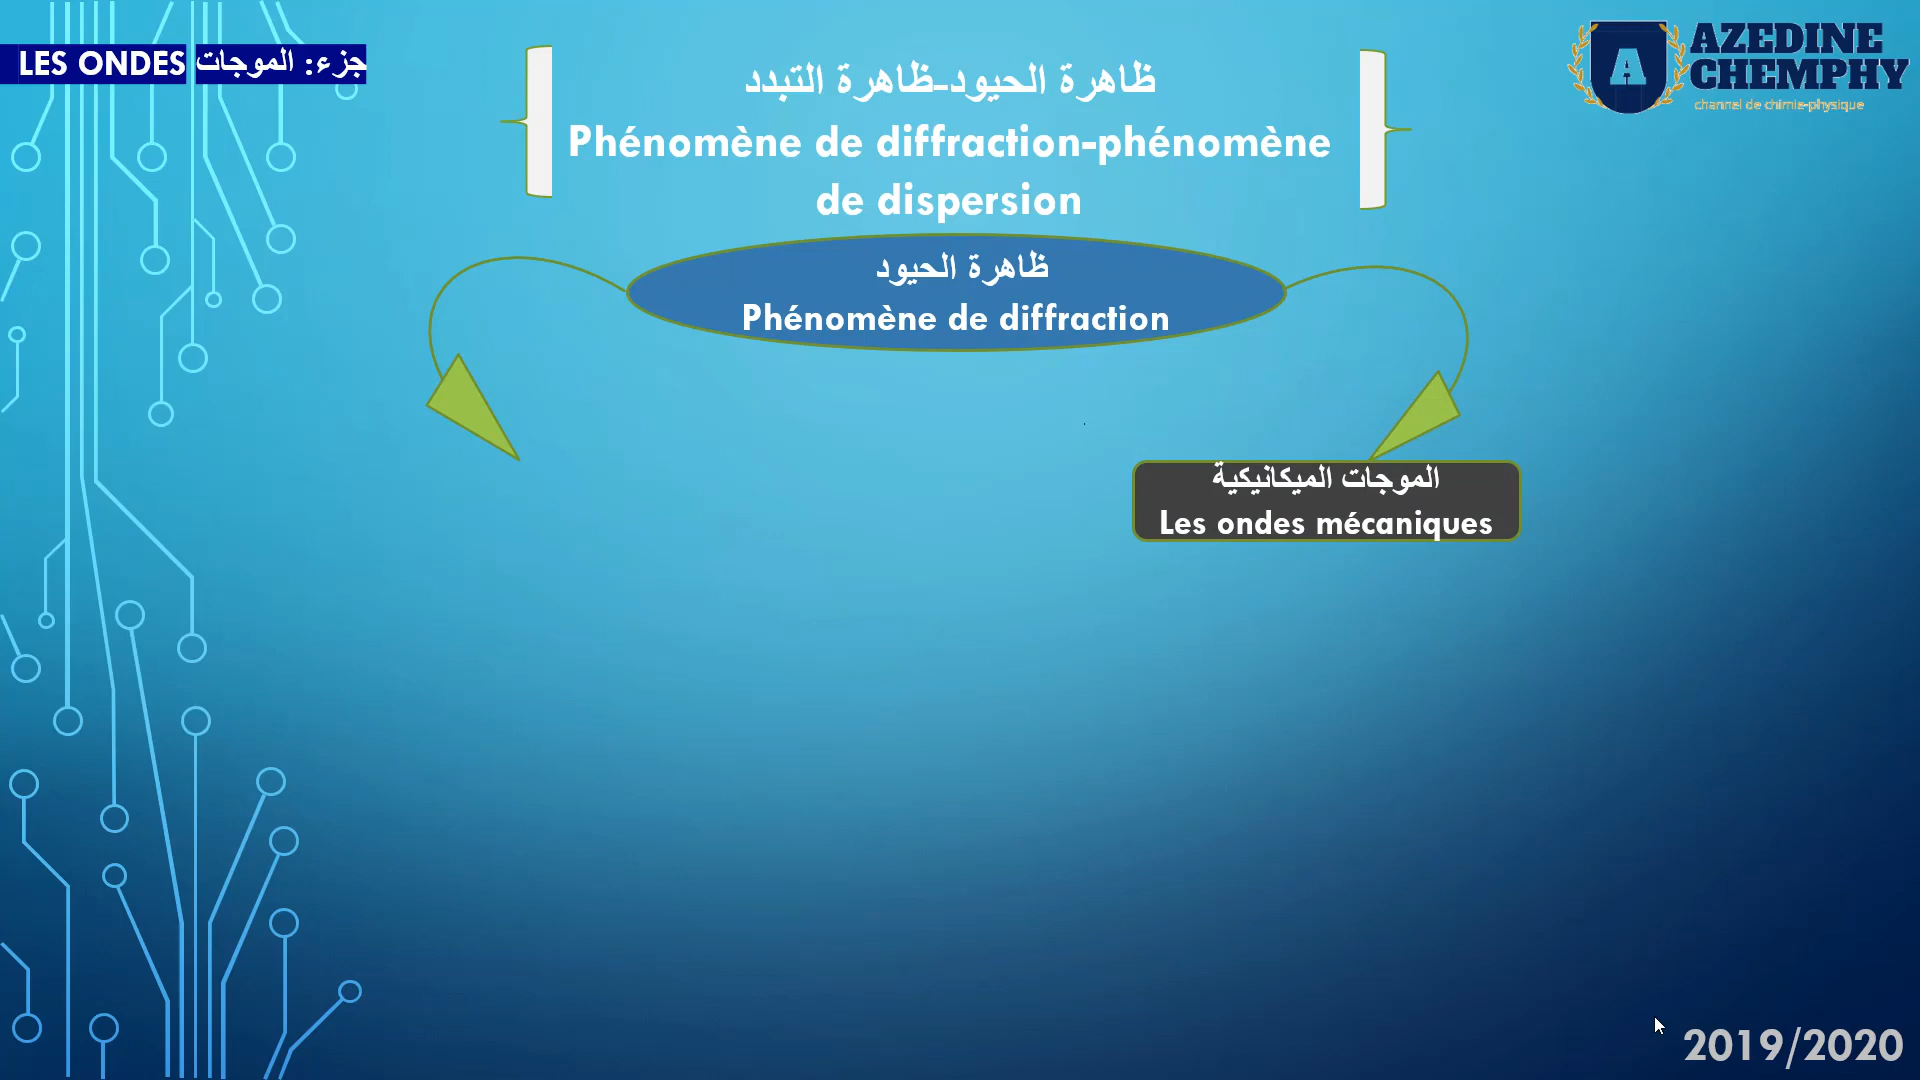 LES ONDES جزء: الموجات
AZEDINE
CHEMPHY
channel de chimie-physique
A
ظاهرة الحيود-ظاهرة التبدد
Phénomène de diffraction-phénomène
de dispersion
ظاهرة الحيود
Phénomène de diffraction
الموجات الميكانيكية
Les ondes mécaniques
2019/2020